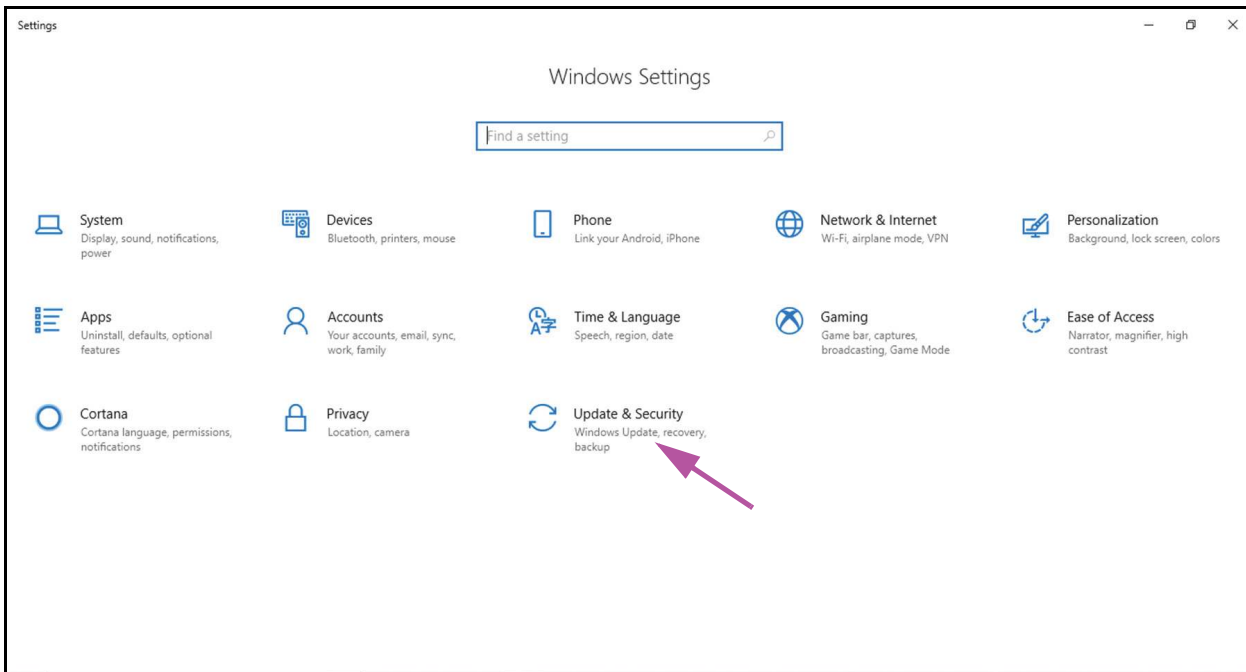 Settings
Windows Settings
Find a setting
System
Display, sound, notifications,
power
Devices
Bluetooth, printers, mouse
Phone
Link your Android, iPhone
Network & Internet
Wi-Fi, airplane mode, VPN
Personalization
Background, lock screen, colors
Apps
Uninstall, defaults, optional
features
Accounts
Your accounts, email, sync,
work, family
Time & Language
Speech, region, date
Gaming
Game bar, captures,
broadcasting, Game Mode
Ease of Access
Narrator, magnifier, high
contrast
Cortana
Cortana language, permissions,
notifications
Privacy
Location, camera
Update & Security
Windows Update, recovery,
backup